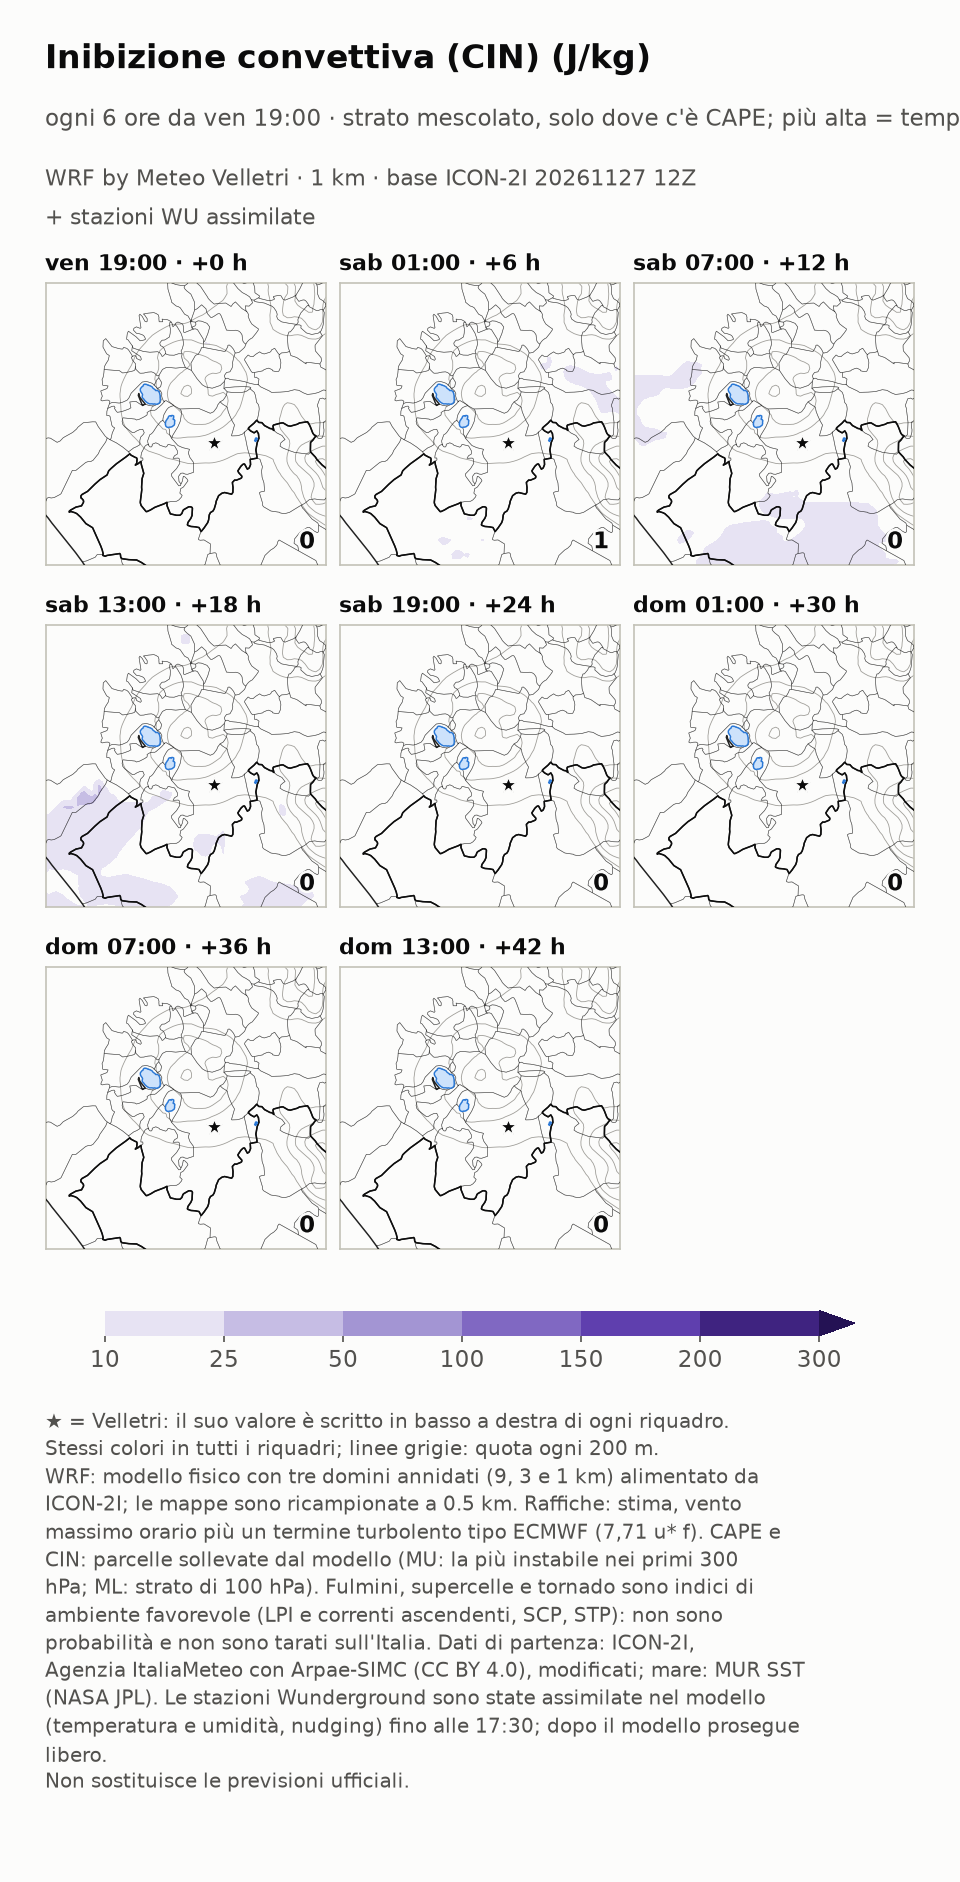 Inibizione convettiva (CIN) (J/kg)
ogni 6 ore da ven 19:00 · strato mescolato, solo dove c'è CAPE; più alta = temp
WRF by Meteo Velletri · 1 km · base ICON-2I 20261127 12Z
+ stazioni WU assimilate
ven 19:00 · +0 h
sab 01:00 · +6 h
sab 07:00 · +12 h
0
1
0
sab 13:00 · +18 h
sab 19:00 · +24 h
dom 01:00 · +30 h
0
0
0
dom 07:00 · +36 h
dom 13:00 · +42 h
0
0
10 25 50 100 150 200 300
★ = Velletri: il suo valore è scritto in basso a destra di ogni riquadro.
Stessi colori in tutti i riquadri; linee grigie: quota ogni 200 m.
WRF: modello fisico con tre domini annidati (9, 3 e 1 km) alimentato da
ICON-2I; le mappe sono ricampionate a 0.5 km. Raffiche: stima, vento
massimo orario più un termine turbolento tipo ECMWF (7,71 u* f). CAPE e
CIN: parcelle sollevate dal modello (MU: la più instabile nei primi 300
hPa; ML: strato di 100 hPa). Fulmini, supercelle e tornado sono indici di
ambiente favorevole (LPI e correnti ascendenti, SCP, STP): non sono
probabilità e non sono tarati sull'Italia. Dati di partenza: ICON-2I,
Agenzia ItaliaMeteo con Arpae-SIMC (CC BY 4.0), modificati; mare: MUR SST
(NASA JPL). Le stazioni Wunderground sono state assimilate nel modello
(temperatura e umidità, nudging) fino alle 17:30; dopo il modello prosegue
libero.
Non sostituisce le previsioni ufficiali.